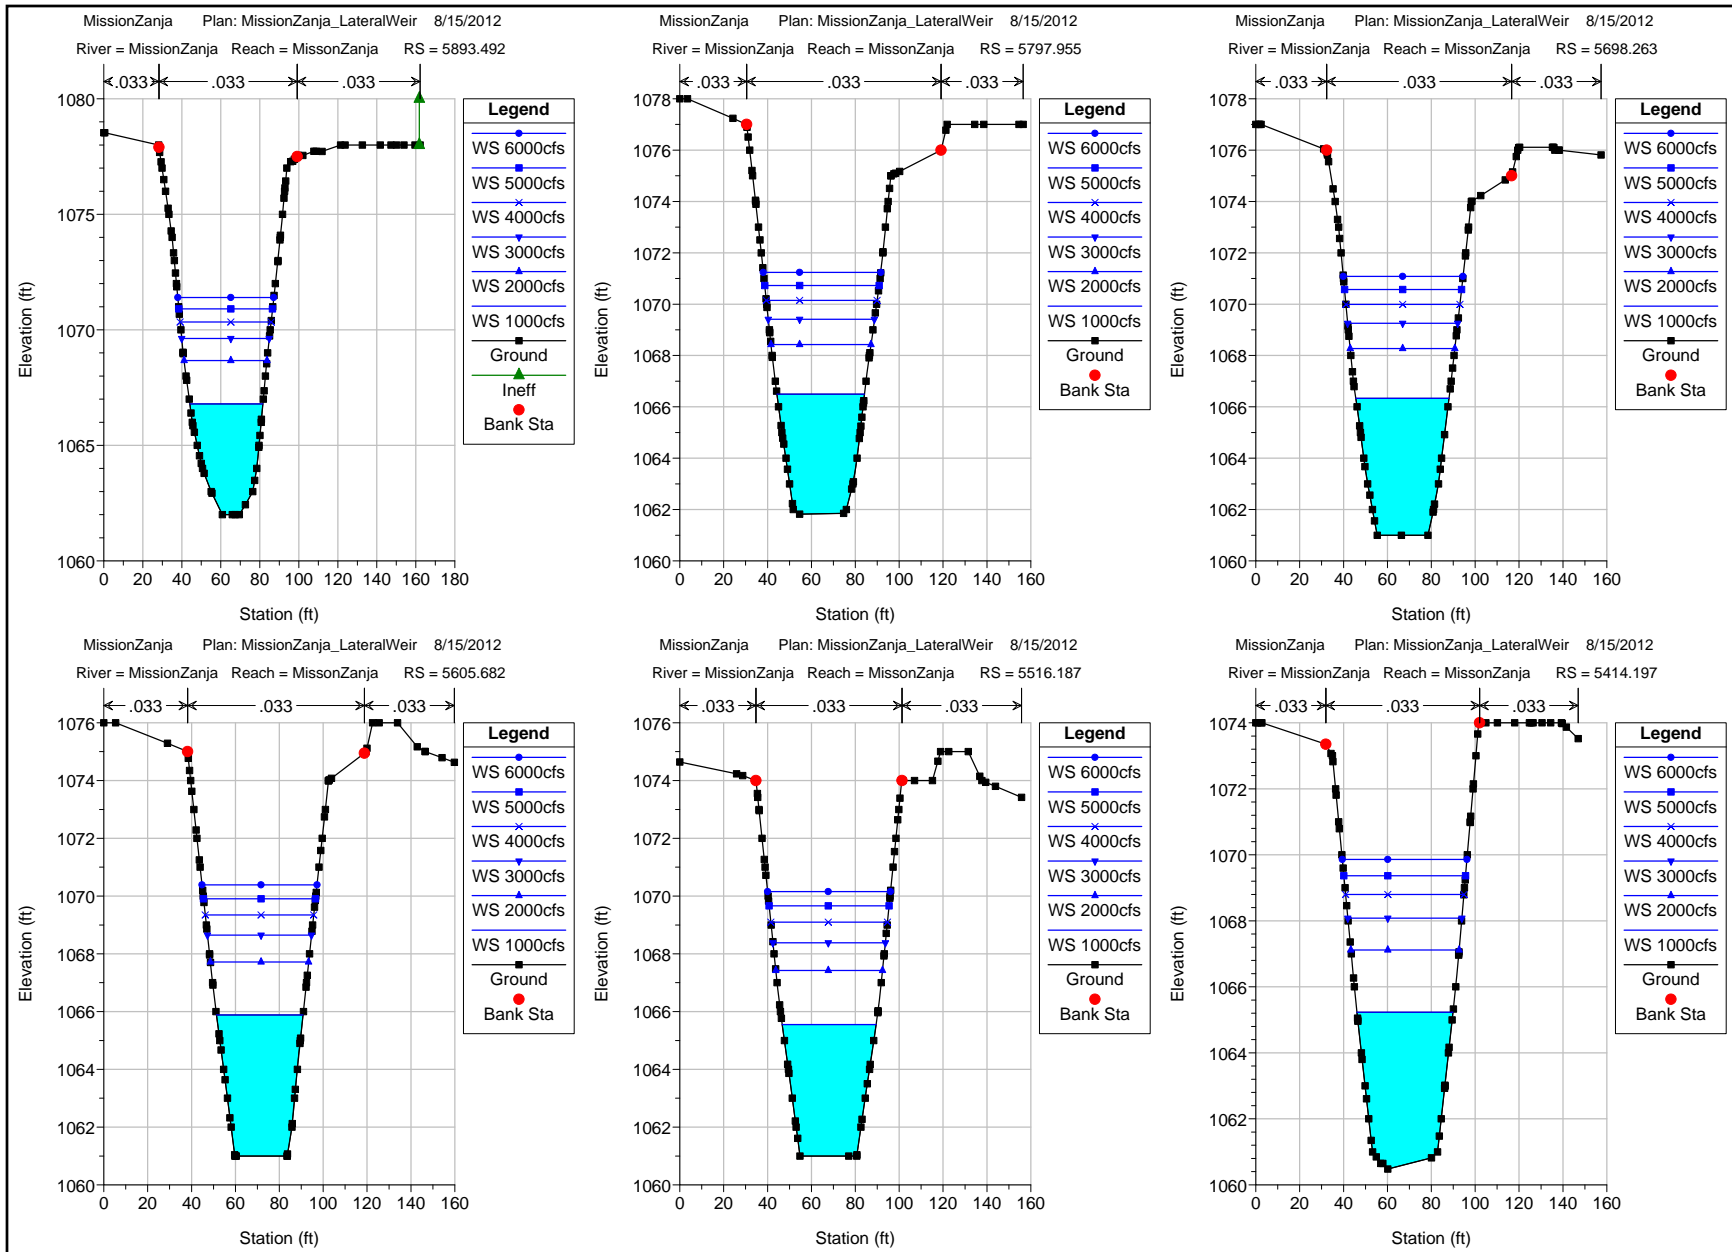 MissionZanja Plan: MissionZanja_LateralWeir 8/15/2012
River = MissionZanja Reach = MissonZanja RS = 5893.492
.033 .033 .033
Elevation (ft)
1080
1075
1070
1065
1060
0 20 40 60 80 100 120 140 160 180
Station (ft)
Legend
WS 6000cfs
WS 5000cfs
WS 4000cfs
WS 3000cfs
WS 2000cfs
WS 1000cfs
Ground
Ineff
Bank Sta
MissionZanja Plan: MissionZanja_LateralWeir 8/15/2012
River = MissionZanja Reach = MissonZanja RS = 5797.955
.033 .033 .033
Elevation (ft)
1078
1076
1074
1072
1070
1068
1066
1064
1062
1060
0 20 40 60 80 100 120 140 160
Station (ft)
Legend
WS 6000cfs
WS 5000cfs
WS 4000cfs
WS 3000cfs
WS 2000cfs
WS 1000cfs
Ground
Bank Sta
MissionZanja Plan: MissionZanja_LateralWeir 8/15/2012
River = MissionZanja Reach = MissonZanja RS = 5698.263
.033 .033 .033
Elevation (ft)
1078
1076
1074
1072
1070
1068
1066
1064
1062
1060
0 20 40 60 80 100 120 140 160
Station (ft)
Legend
WS 6000cfs
WS 5000cfs
WS 4000cfs
WS 3000cfs
WS 2000cfs
WS 1000cfs
Ground
Bank Sta
MissionZanja Plan: MissionZanja_LateralWeir 8/15/2012
River = MissionZanja Reach = MissonZanja RS = 5605.682
.033 .033 .033
Elevation (ft)
1076
1074
1072
1070
1068
1066
1064
1062
1060
0 20 40 60 80 100 120 140 160
Station (ft)
Legend
WS 6000cfs
WS 5000cfs
WS 4000cfs
WS 3000cfs
WS 2000cfs
WS 1000cfs
Ground
Bank Sta
MissionZanja Plan: MissionZanja_LateralWeir 8/15/2012
River = MissionZanja Reach = MissonZanja RS = 5516.187
.033 .033 .033
Elevation (ft)
1076
1074
1072
1070
1068
1066
1064
1062
1060
0 20 40 60 80 100 120 140 160
Station (ft)
Legend
WS 6000cfs
WS 5000cfs
WS 4000cfs
WS 3000cfs
WS 2000cfs
WS 1000cfs
Ground
Bank Sta
MissionZanja Plan: MissionZanja_LateralWeir 8/15/2012
River = MissionZanja Reach = MissonZanja RS = 5414.197
.033 .033 .033
Elevation (ft)
1074
1072
1070
1068
1066
1064
1062
1060
0 20 40 60 80 100 120 140 160
Station (ft)
Legend
WS 6000cfs
WS 5000cfs
WS 4000cfs
WS 3000cfs
WS 2000cfs
WS 1000cfs
Ground
Bank Sta